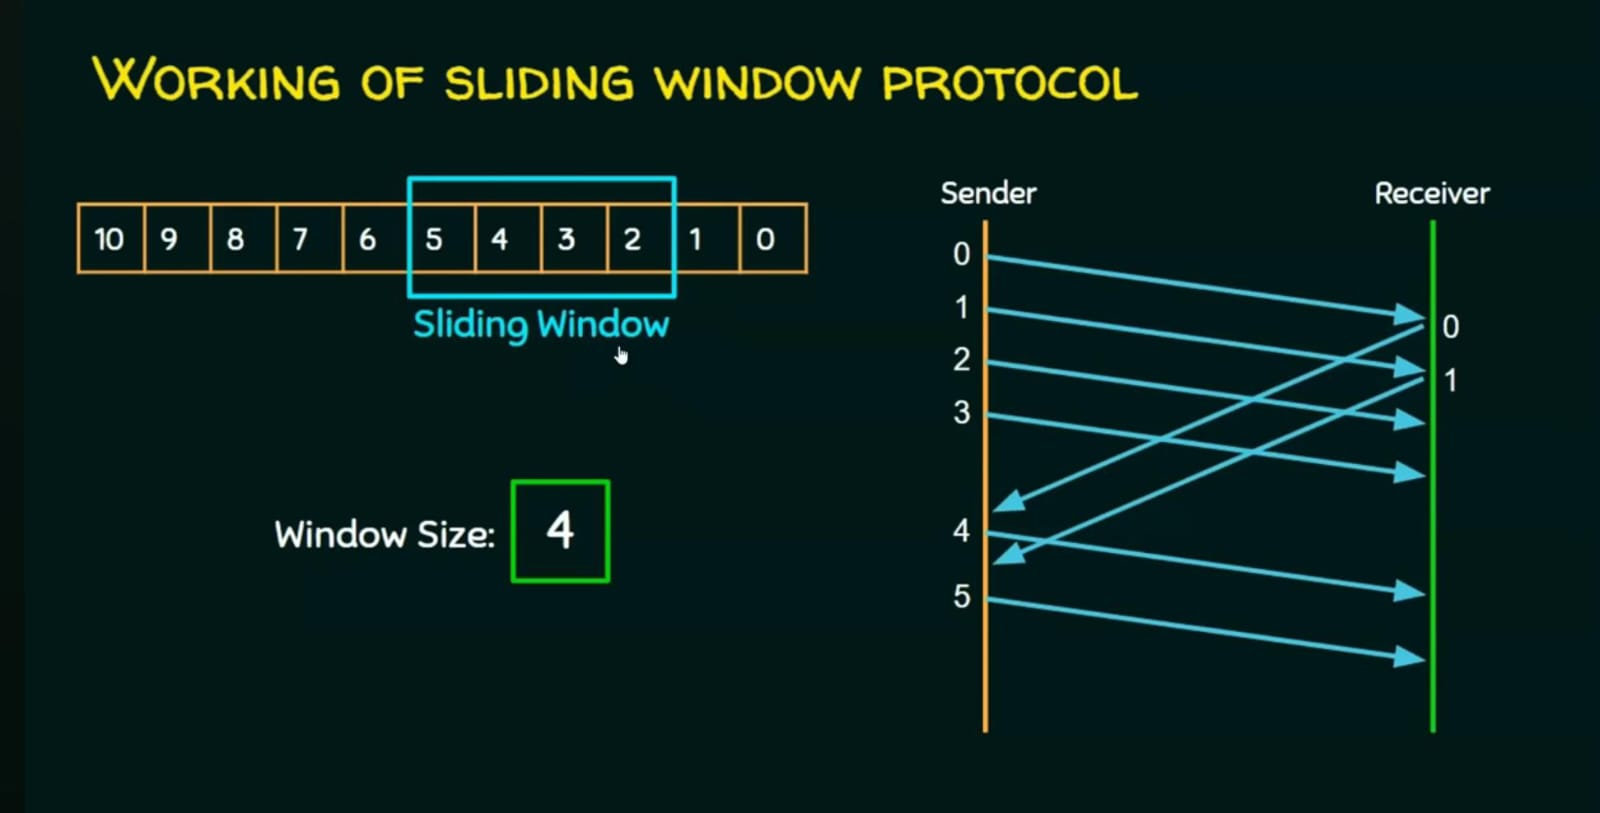 WORKING OF SLIDING WINDOW PROTOCOL
10 9 8 7 6 5 4 3 2 1 0
Sliding Window
Window Size: 4
Sender Receiver
0
0
1
1
2
3
4
5